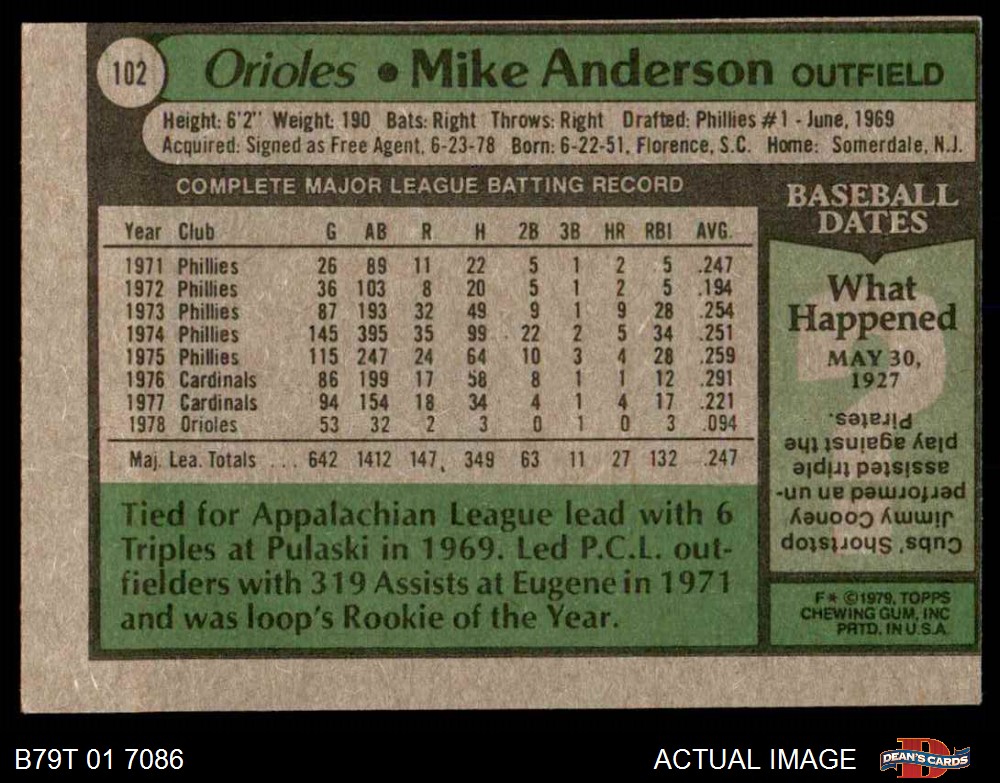 102 Orioles • Mike Anderson OUTFIELD
Height: 6'2" Weight: 190 Bats: Right Throws: Right Drafted: Phillies #1 - June, 1969
Acquired: Signed as Free Agent, 6-23-78 Born: 6-22-51, Florence, S.C. Home: Somerdale, N.J.
COMPLETE MAJOR LEAGUE BATTING RECORD
Year Club G AB R H 2B 3B HR RBI AVG.
1971 Phillies 26 89 11 22 5 1 2 5 .247
1972 Phillies 36 103 8 20 5 1 2 5 .194
1973 Phillies 87 193 32 49 9 1 9 28 .254
1974 Phillies 145 395 35 99 22 2 5 34 .251
1975 Phillies 115 247 24 64 10 3 4 28 .259
1976 Cardinals 86 199 17 58 8 1 1 12 .291
1977 Cardinals 94 154 18 34 4 1 4 17 .221
1978 Orioles 53 32 2 3 0 1 0 3 .094
Maj. Lea. Totals ... 642 1412 147 349 63 11 27 132 .247
Tied for Appalachian League lead with 6
Triples at Pulaski in 1969. Led P.C.L. out-
fielders with 319 Assists at Eugene in 1971
and was loop's Rookie of the Year.
BASEBALL
DATES
What
Happened
MAY 30,
1927
Cubs' Shortstop
Jimmy Cooney
performed an un-
assisted triple
play against the
Pirates.
F* ©1979, TOPPS
CHEWING GUM, INC
PRTD. IN U.S.A.
B79T 01 7086
ACTUAL IMAGE
D
DEAN'S CARDS